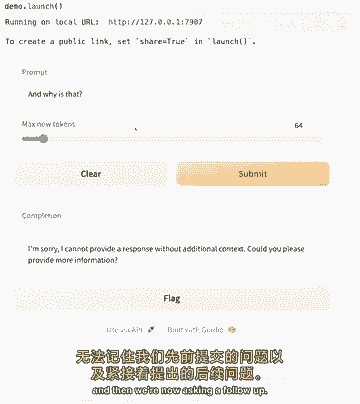 demo.launch()
Running on local URL:  http://127.0.0.1:7907
To create a public link, set `share=True` in `launch()`.
Prompt
And why is that?
Max new tokens
64
Clear
Submit
Completion
I'm sorry, I cannot provide a response without additional context. Could you please
provide more information?
Flag
Use via API
Built with Gradio
无法记住我们先前提交的问题以
及紧接着提出的后续问题。
and then we're now asking a follow up.